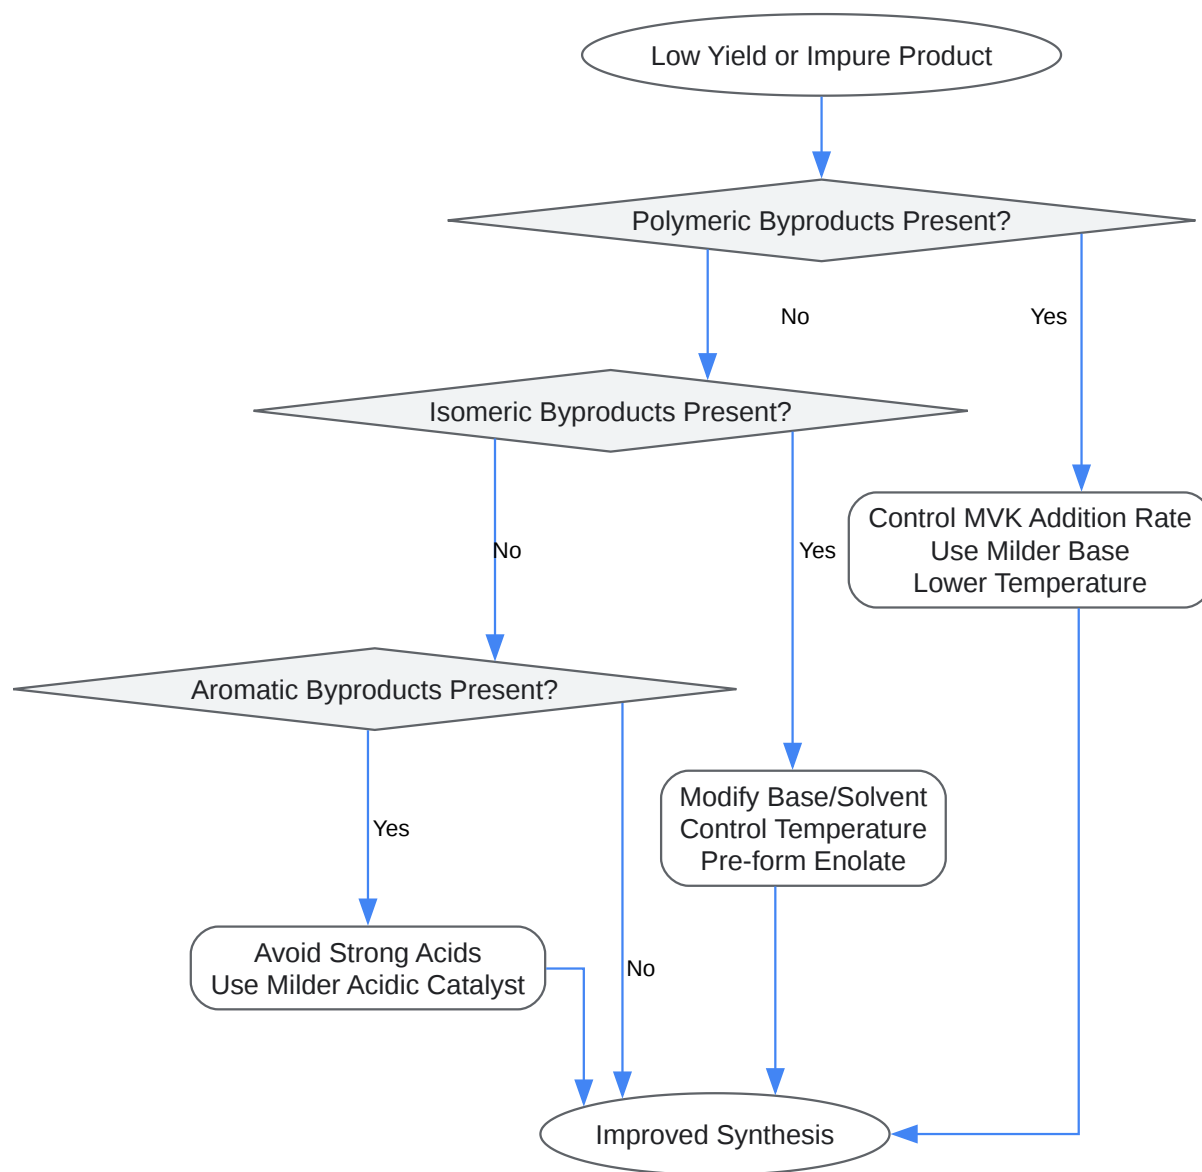 Low Yield or Impure Product
Polymeric Byproducts Present?
No
Yes
Isomeric Byproducts Present?
Control MVK Addition Rate
Use Milder Base
Lower Temperature
No
Yes
Aromatic Byproducts Present?
Modify Base/Solvent
Control Temperature
Pre-form Enolate
Yes
Avoid Strong Acids
Use Milder Acidic Catalyst
No
Improved Synthesis